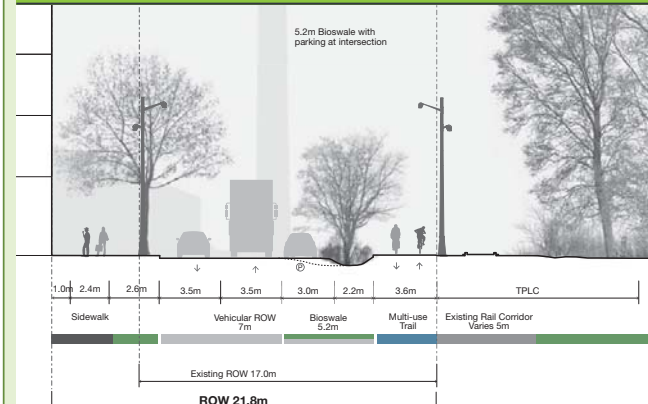 5.2m Bioswale with
parking at intersection
P
1.0m 2.4m 2.6m 3.5m 3.5m 3.0m 2.2m 3.6m TPLC
Sidewalk Vehicular ROW Bioswale Multi-use Existing Rail Corridor
7m 5.2m Trail Varies 5m
Existing ROW 17.0m
ROW 21.8m